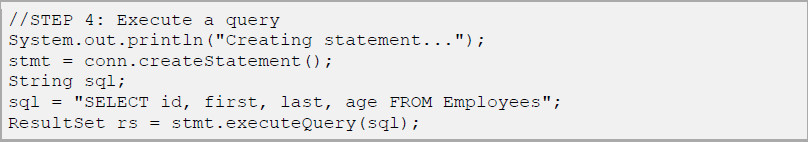 //STEP 4: Execute a query
System.out.println("Creating statement...");
stmt = conn.createStatement();
String sql;
sql = "SELECT id, first, last, age FROM Employees";
ResultSet rs = stmt.executeQuery(sql);